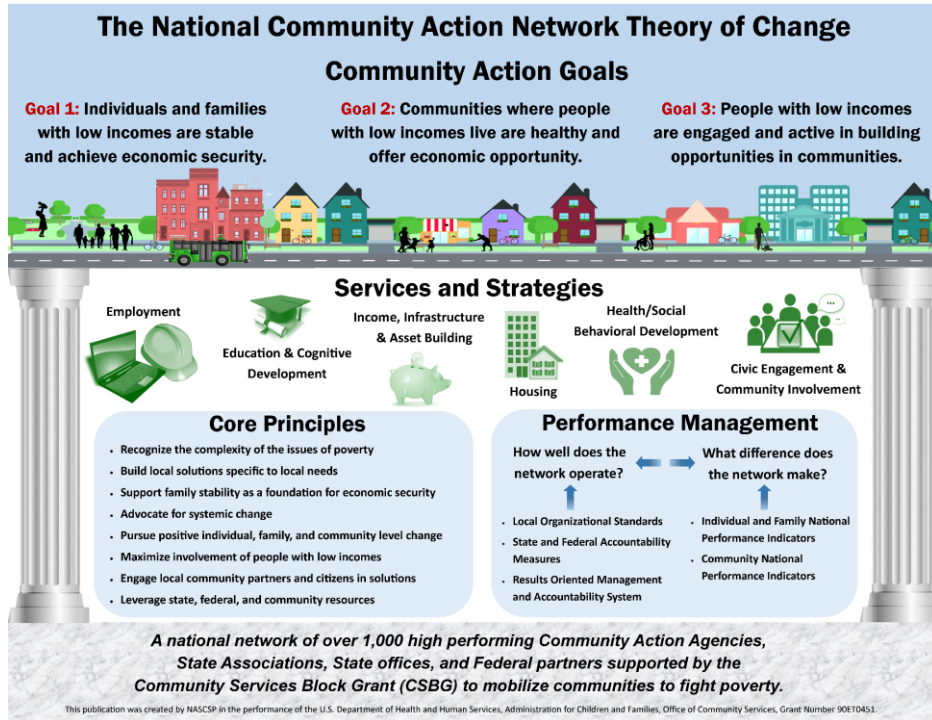 The National Community Action Network Theory of Change
Community Action Goals
Goal 1: Individuals and families
with low incomes are stable
and achieve economic security.
Goal 2: Communities where people
with low incomes live are healthy and
offer economic opportunity.
Goal 3: People with low incomes
are engaged and active in building
opportunities in communities.
Services and Strategies
Employment
Education & Cognitive
Development
Income, Infrastructure
& Asset Building
Housing
Health/Social
Behavioral Development
Civic Engagement &
Community Involvement
Core Principles
• Recognize the complexity of the issues of poverty
• Build local solutions specific to local needs
• Support family stability as a foundation for economic security
• Advocate for systemic change
• Pursue positive individual, family, and community level change
• Maximize involvement of people with low incomes
• Engage local community partners and citizens in solutions
• Leverage state, federal, and community resources
Performance Management
How well does the
network operate?
• Local Organizational Standards
• State and Federal Accountability
Measures
• Results Oriented Management
and Accountability System
What difference does
the network make?
• Individual and Family National
Performance Indicators
• Community National
Performance Indicators
A national network of over 1,000 high performing Community Action Agencies,
State Associations, State offices, and Federal partners supported by the
Community Services Block Grant (CSBG) to mobilize communities to fight poverty.
This publication was created by NASCSP in the performance of the U.S. Department of Health and Human Services, Administration for Children and Families, Office of Community Services, Grant Number 90ET0451.